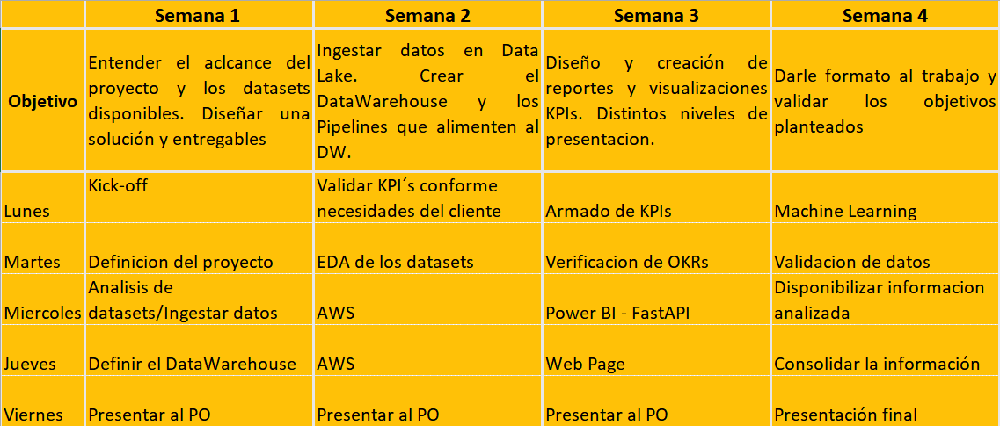 Semana 1 Semana 2 Semana 3 Semana 4
Objetivo
Entender el aclcance del
proyecto y los datasets
disponibles. Diseñar una
solución y entregables
Ingestar datos en Data
Lake. Crear el
DataWarehouse y los
Pipelines que alimenten al
DW.
Diseño y creación de
reportes y visualizaciones
KPIs. Distintos niveles de
presentacion.
Darle formato al trabajo y
validar los objetivos
planteados
Lunes
Kick-off
Validar KPI´s conforme
necesidades del cliente
Armado de KPIs
Machine Learning
Martes
Definicion del proyecto
EDA de los datasets
Verificacion de OKRs
Validacion de datos
Miercoles
Analisis de
datasets/Ingestar datos
AWS
Power BI - FastAPI
Disponibilizar informacion
analizada
Jueves
Definir el DataWarehouse
AWS
Web Page
Consolidar la información
Viernes
Presentar al PO
Presentar al PO
Presentar al PO
Presentación final